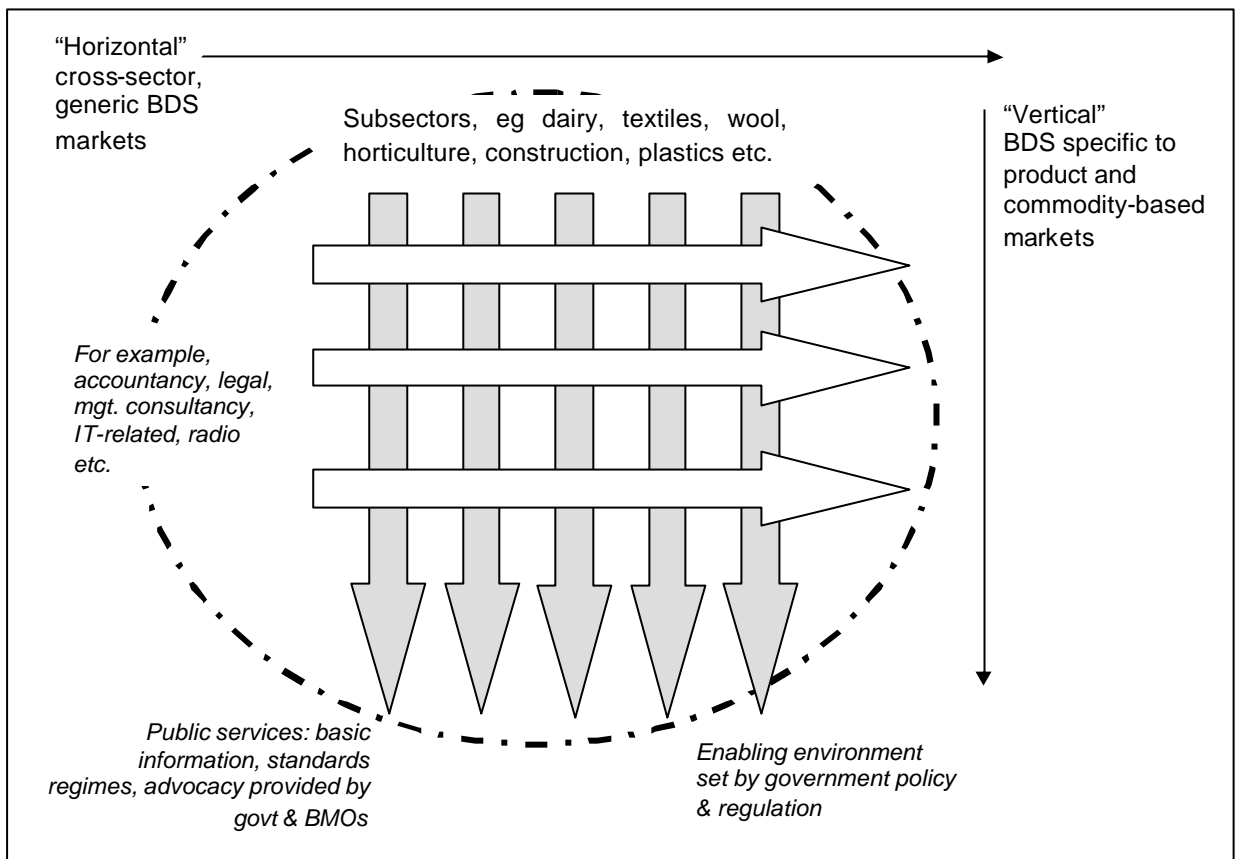 “Horizontal”
cross-sector,
generic BDS
markets
Subsectors, eg dairy, textiles, wool,
horticulture, construction, plastics etc.
“Vertical”
BDS specific to
product and
commodity-based
markets
For example,
accountancy, legal,
mgt. consultancy,
IT-related, radio
etc.
Public services: basic
information, standards
regimes, advocacy provided by
govt & BMOs
Enabling environment
set by government policy
& regulation